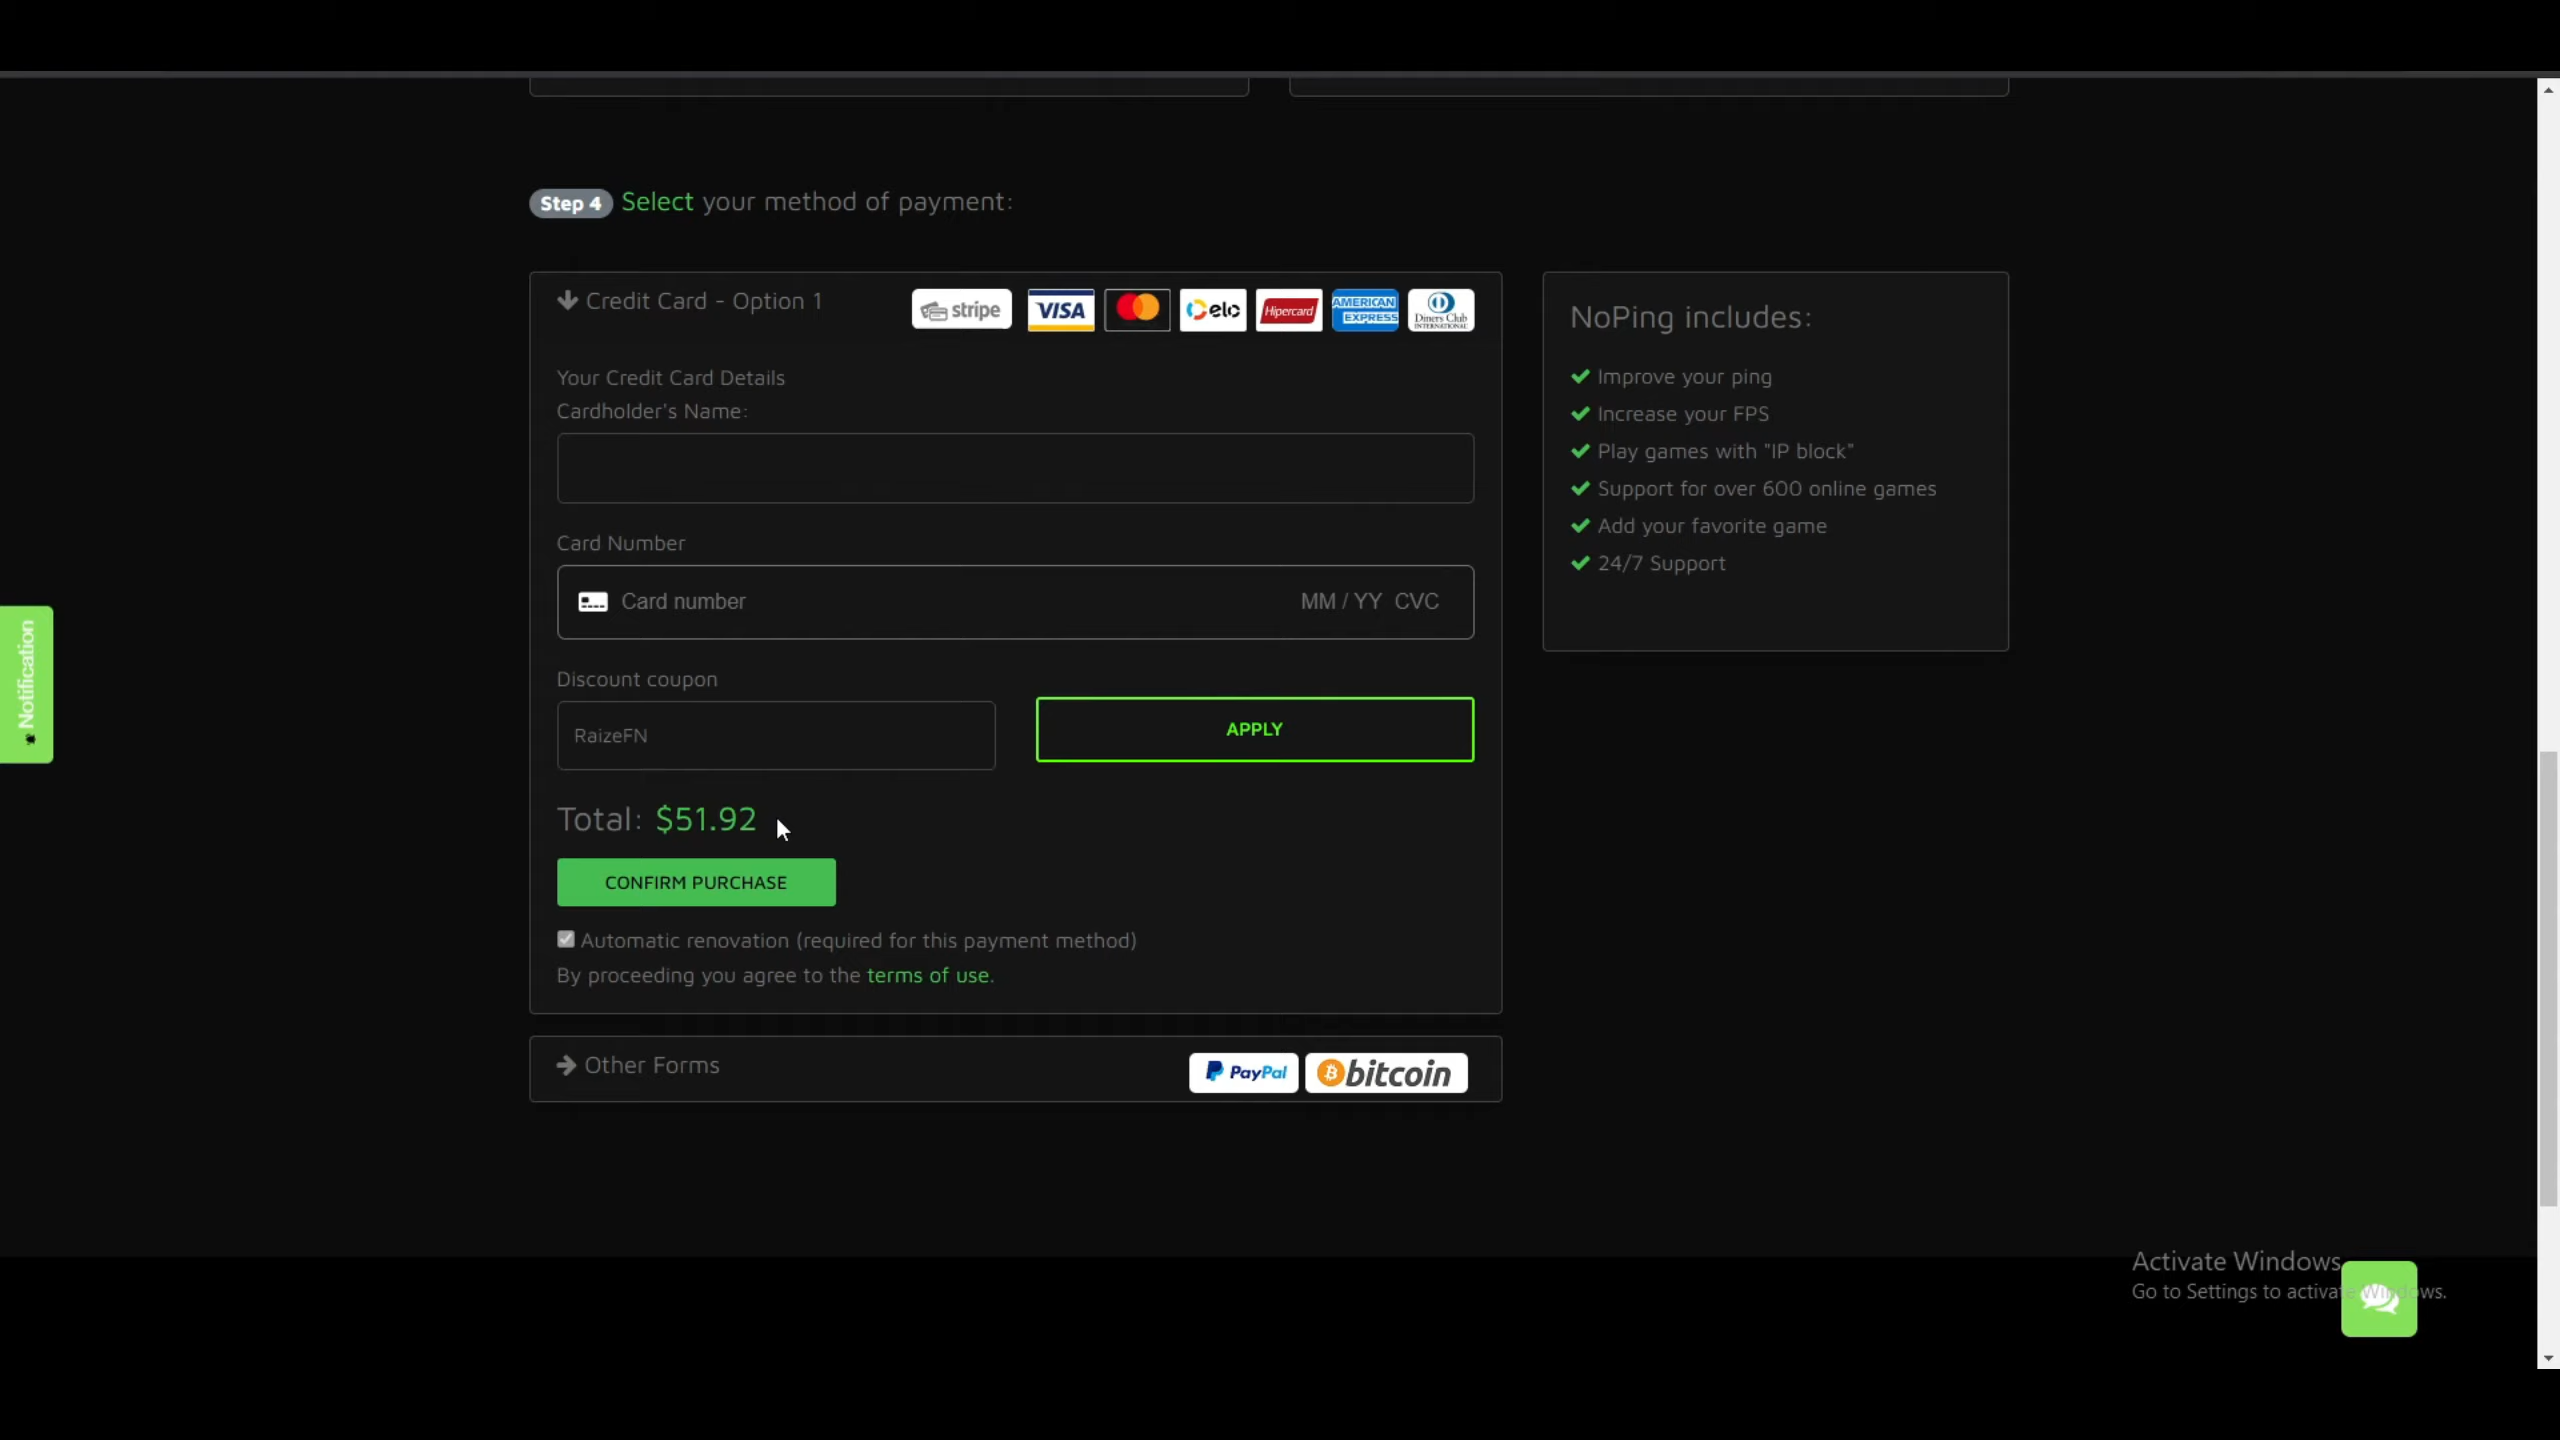 Step 4 Select your method of payment:
Credit Card - Option 1
stripe
VISA
elo
Hipercard
AMERICAN EXPRESS
Diners Club INTERNATIONAL
Your Credit Card Details
Cardholder's Name:
Card Number
Card number MM / YY CVC
Discount coupon
RaizeFN
APPLY
Total: $51.92
CONFIRM PURCHASE
Automatic renovation (required for this payment method)
By proceeding you agree to the terms of use.
Other Forms
PayPal
bitcoin
NoPing includes:
Improve your ping
Increase your FPS
Play games with "IP block"
Support for over 600 online games
Add your favorite game
24/7 Support
Notification
Activate Windows
Go to Settings to activate Windows.